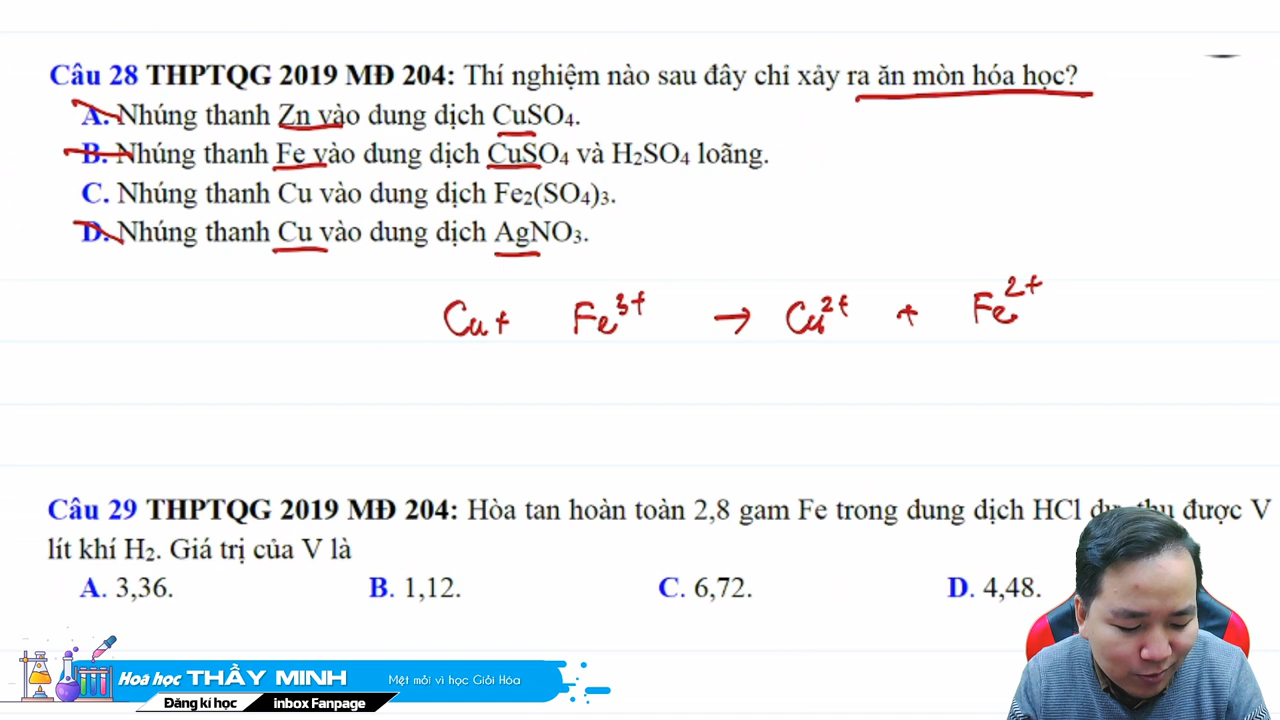 Câu 28 THPTQG 2019 MĐ 204: Thí nghiệm nào sau đây chỉ xảy ra ăn mòn hóa học?
A. Nhúng thanh Zn vào dung dịch CuSO₄.
B. Nhúng thanh Fe vào dung dịch CuSO₄ và H₂SO₄ loãng.
C. Nhúng thanh Cu vào dung dịch Fe₂(SO₄)₃.
D. Nhúng thanh Cu vào dung dịch AgNO₃.
Cu + Fe³⁺ → Cu²⁺ + Fe²⁺
Câu 29 THPTQG 2019 MĐ 204: Hòa tan hoàn toàn 2,8 gam Fe trong dung dịch HCl được V
lít khí H₂. Giá trị của V là
A. 3,36. B. 1,12. C. 6,72. D. 4,48.
Hoá học THẦY MINH Mệt mỏi vì học Giỏi Hóa
Đăng kí học inbox Fanpage